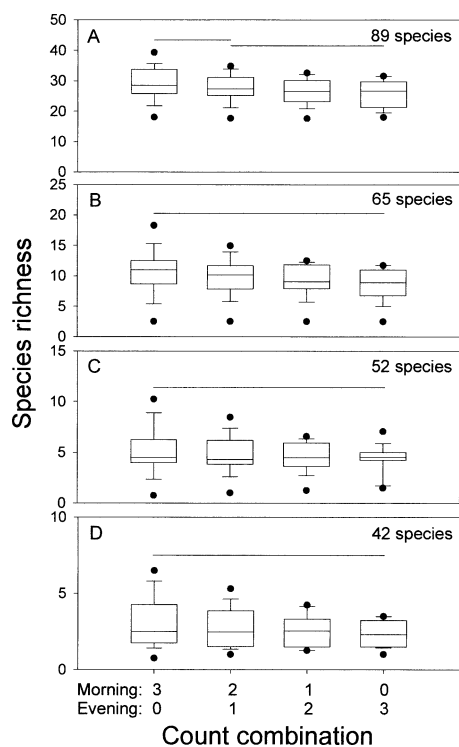 Species richness
50
A
89 species
40
30
20
10
0
25
B
65 species
20
15
10
5
0
15
C
52 species
10
5
0
10
D
42 species
5
0
Morning: 3 2 1 0
Evening: 0 1 2 3
Count combination